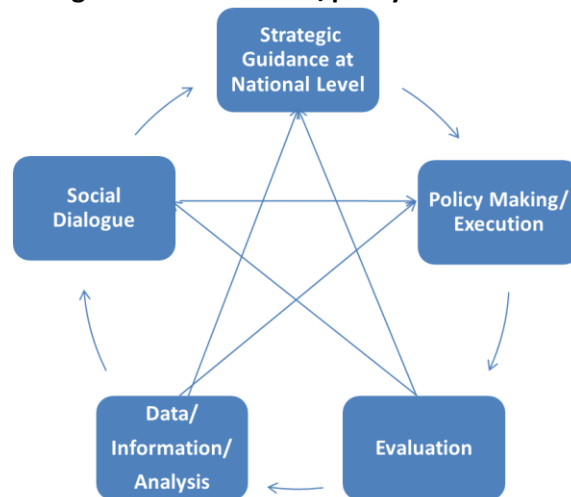 Strategic
Guidance at
National Level
Social
Dialogue
Policy Making/
Execution
Data/
Information/
Analysis
Evaluation